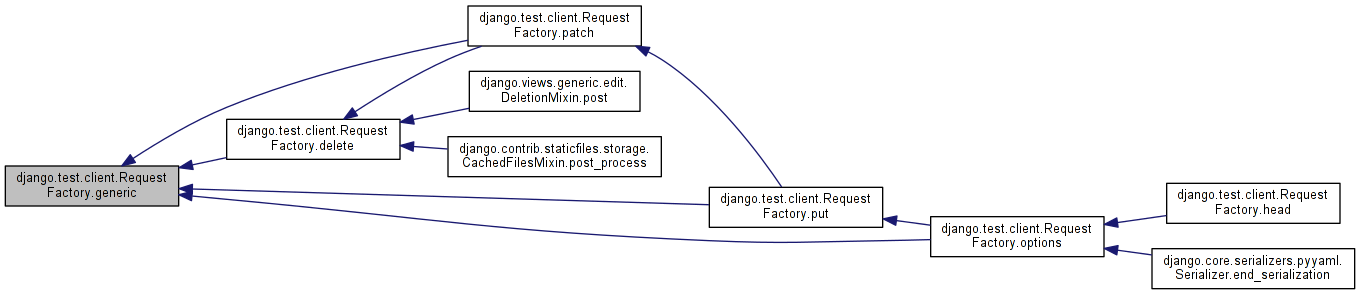 django.test.client.Request
Factory.patch
django.views.generic.edit.
DeletionMixin.post
django.test.client.Request
Factory.delete
django.contrib.staticfiles.storage.
CachedFilesMixin.post_process
django.test.client.Request
Factory.generic
django.test.client.Request
Factory.put
django.test.client.Request
Factory.head
django.test.client.Request
Factory.options
django.core.serializers.pyyaml.
Serializer.end_serialization